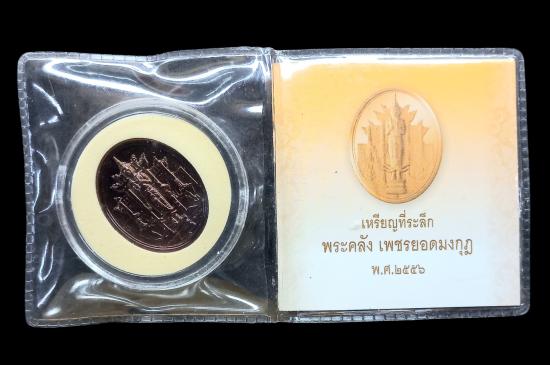 เหรียญที่ระลึก
พระคลัง เพชรยอดมงกุฎ
พ.ศ.๒๕๕๖